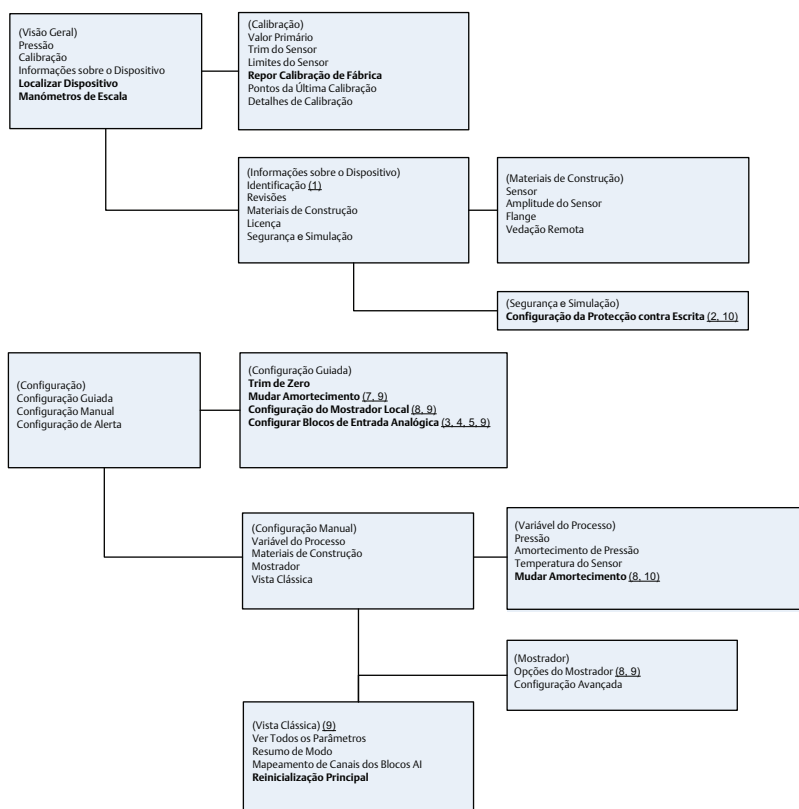 (Visão Geral)
Pressão
Calibração
Informações sobre o Dispositivo
Localizar Dispositivo
Manómetros de Escala
(Calibração)
Valor Primário
Trim do Sensor
Limites do Sensor
Repor Calibração de Fábrica
Pontos da Última Calibração
Detalhes de Calibração
(Informações sobre o Dispositivo)
Identificação (1)
Revisões
Materiais de Construção
Licença
Segurança e Simulação
(Materiais de Construção)
Sensor
Amplitude do Sensor
Flange
Vedação Remota
(Segurança e Simulação)
Configuração da Protecção contra Escrita (2, 10)
(Configuração)
Configuração Guiada
Configuração Manual
Configuração de Alerta
(Configuração Guiada)
Trim de Zero
Mudar Amortecimento (7, 9)
Configuração do Mostrador Local (8, 9)
Configurar Blocos de Entrada Analógica (3, 4, 5, 9)
(Configuração Manual)
Variável do Processo
Materiais de Construção
Mostrador
Vista Clássica
(Variável do Processo)
Pressão
Amortecimento de Pressão
Temperatura do Sensor
Mudar Amortecimento (8, 10)
(Mostrador)
Opções do Mostrador (8, 9)
Configuração Avançada
(Vista Clássica) (9)
Ver Todos os Parâmetros
Resumo de Modo
Mapeamento de Canais dos Blocos AI
Reinicialização Principal